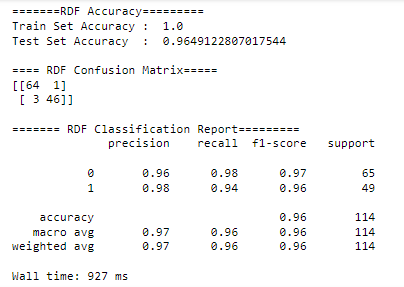 =======RDF Accuracy=========
Train Set Accuracy :  1.0
Test Set Accuracy  :  0.9649122807017544
==== RDF Confusion Matrix=====
[[64  1]
 [ 3 46]]
======= RDF Classification Report=========
              precision    recall  f1-score   support
           0       0.96      0.98      0.97        65
           1       0.98      0.94      0.96        49
    accuracy                           0.96       114
   macro avg       0.97      0.96      0.96       114
weighted avg       0.97      0.96      0.96       114
Wall time: 927 ms